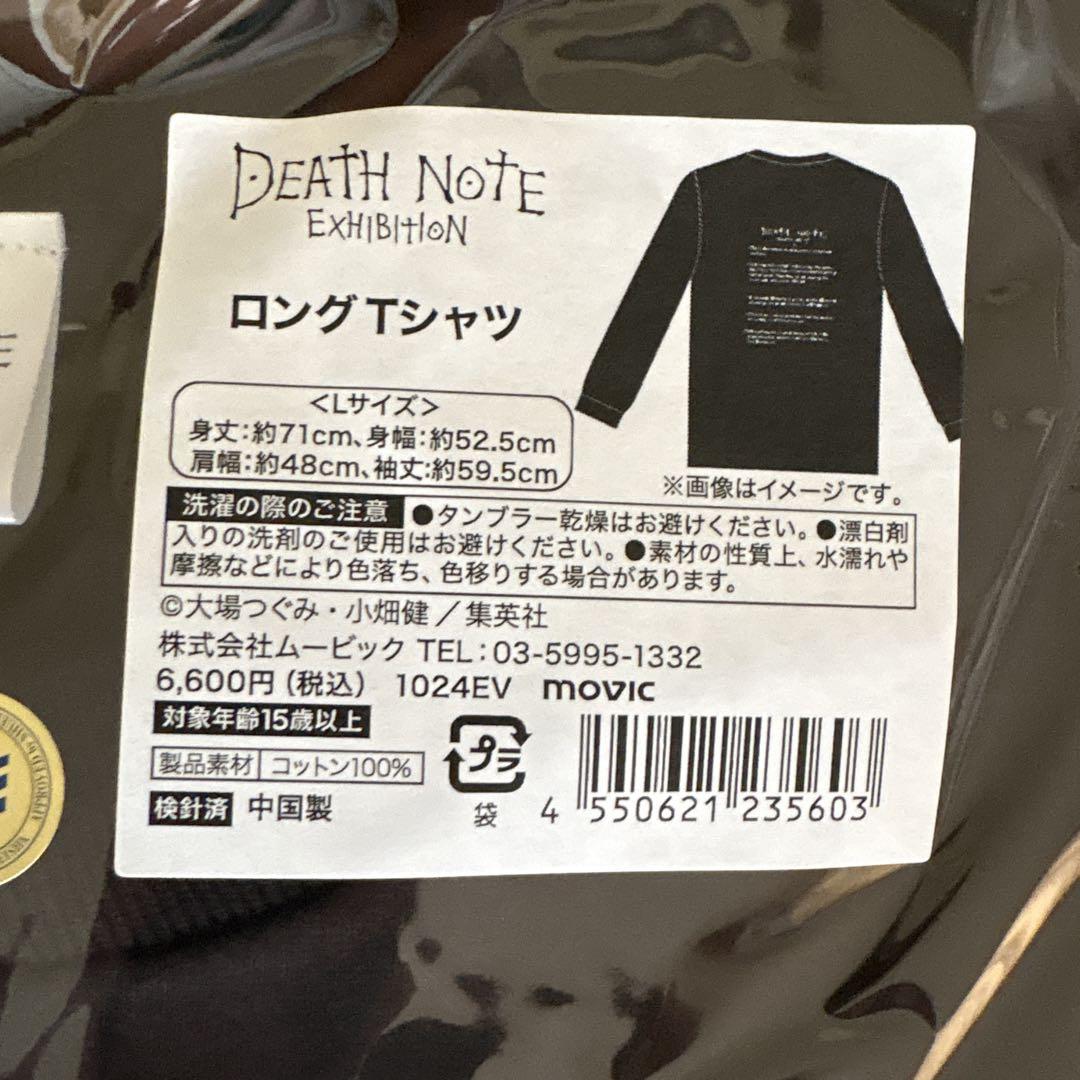 DEATH NOTE
EXHIBITION
ロングTシャツ
<Lサイズ>
身丈:約71cm、身幅:約52.5cm
肩幅:約48cm、袖丈:約59.5cm
※画像はイメージです。
洗濯の際のご注意 ●タンブラー乾燥はお避けください。●漂白剤
入りの洗剤のご使用はお避けください。●素材の性質上、水濡れや
摩擦などにより色落ち、色移りする場合があります。
©大場つぐみ・小畑健／集英社
株式会社ムービック TEL:03-5995-1332
6,600円(税込) 1024EV movic
対象年齢15歳以上
製品素材 コットン100%
検針済 中国製
プラ
袋
4 550621 235603
DEATH NOTE